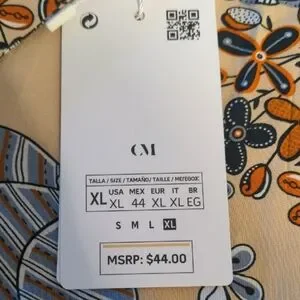 CM
TALLA / SIZE / TAMAÑO / TAILLE / МЕГЕӨОХ:
XL
USA MEX EUR IT BR
XL 44 XL XL EG
S M L XL
MSRP: $44.00